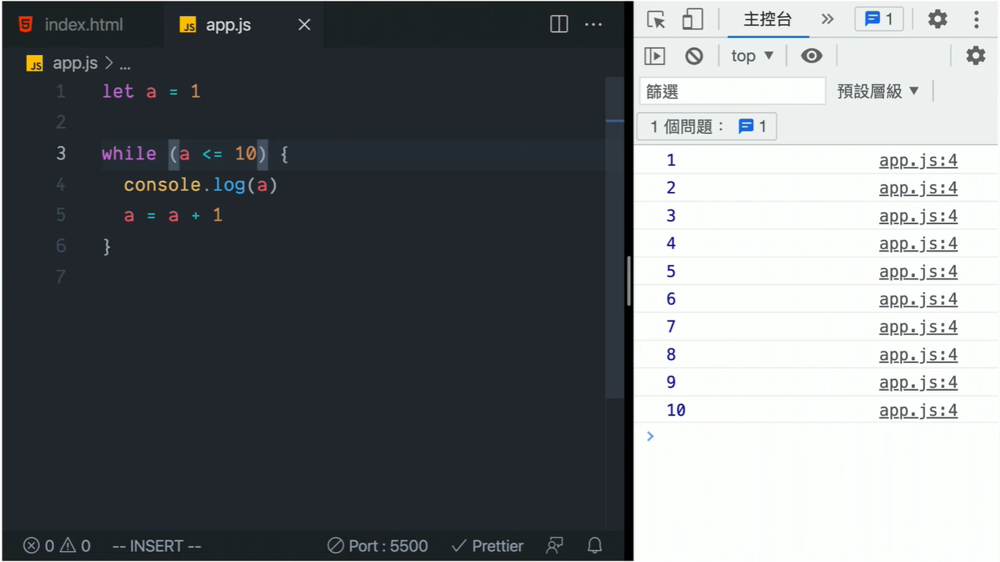 index.html
JS app.js
JS app.js > ...
1 let a = 1
2
3 while (a <= 10) {
4 console.log(a)
5 a = a + 1
6 }
7
0 0 -- INSERT -- Port : 5500 Prettier
主控台 1
top
篩選 預設層級
1 個問題： 1
1 app.js:4
2 app.js:4
3 app.js:4
4 app.js:4
5 app.js:4
6 app.js:4
7 app.js:4
8 app.js:4
9 app.js:4
10 app.js:4